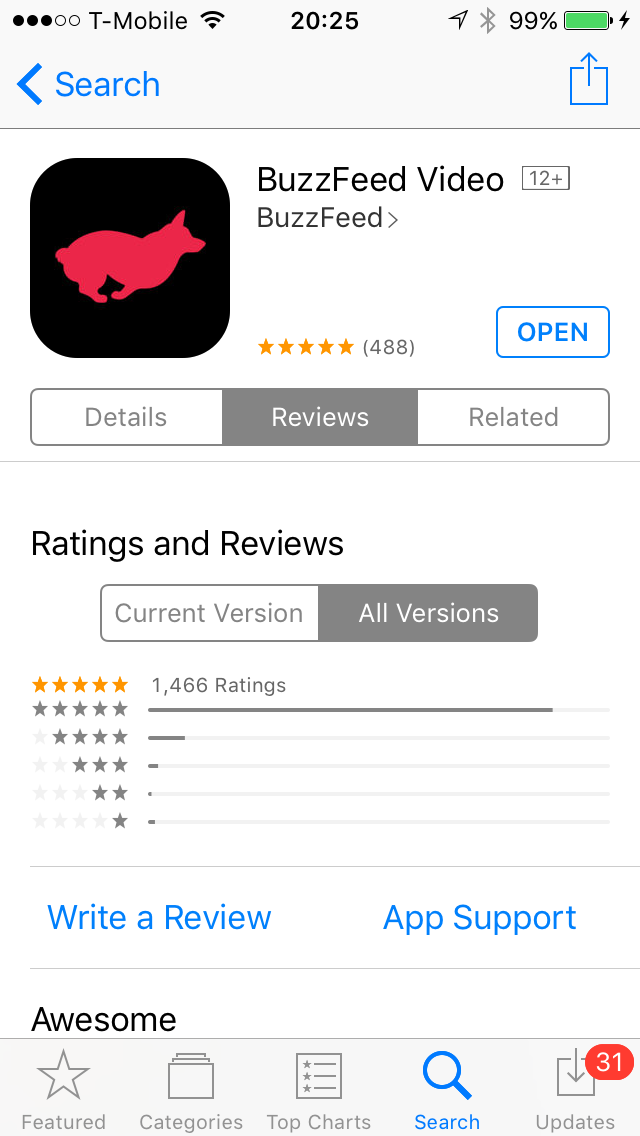 T-Mobile 20:25 99%
Search
BuzzFeed Video 12+
BuzzFeed
(488) OPEN
Details Reviews Related
Ratings and Reviews
Current Version All Versions
1,466 Ratings
Write a Review App Support
Awesome
31
Featured Categories Top Charts Search Updates